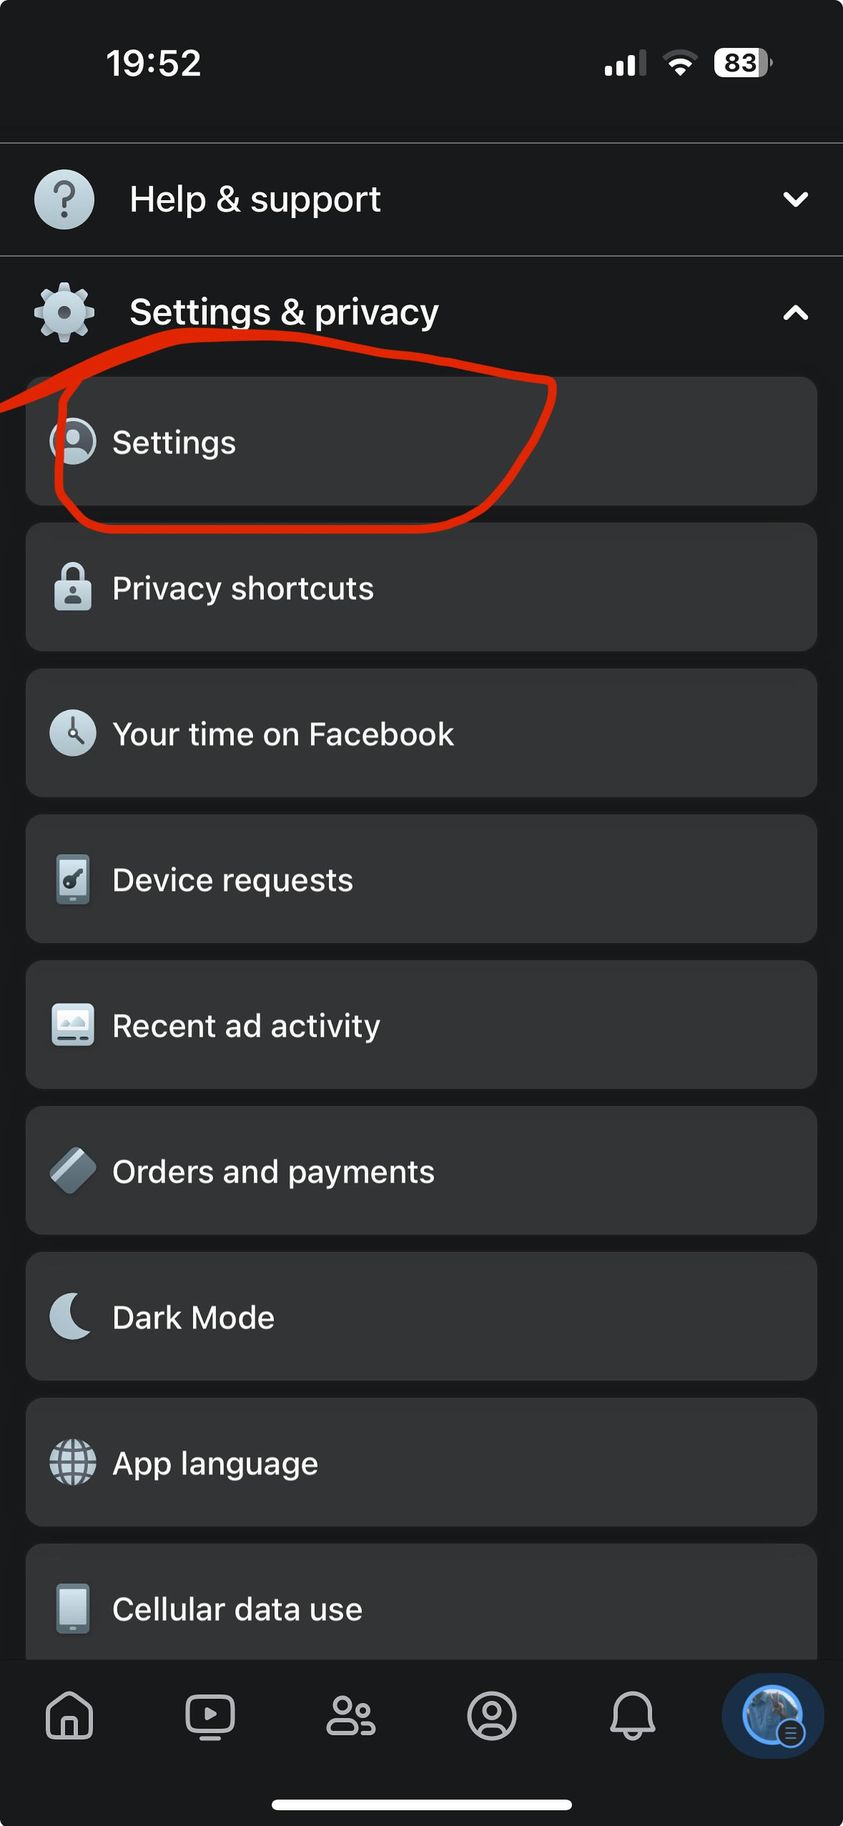 19:52
83
Help & support
Settings & privacy
Settings
Privacy shortcuts
Your time on Facebook
Device requests
Recent ad activity
Orders and payments
Dark Mode
App language
Cellular data use